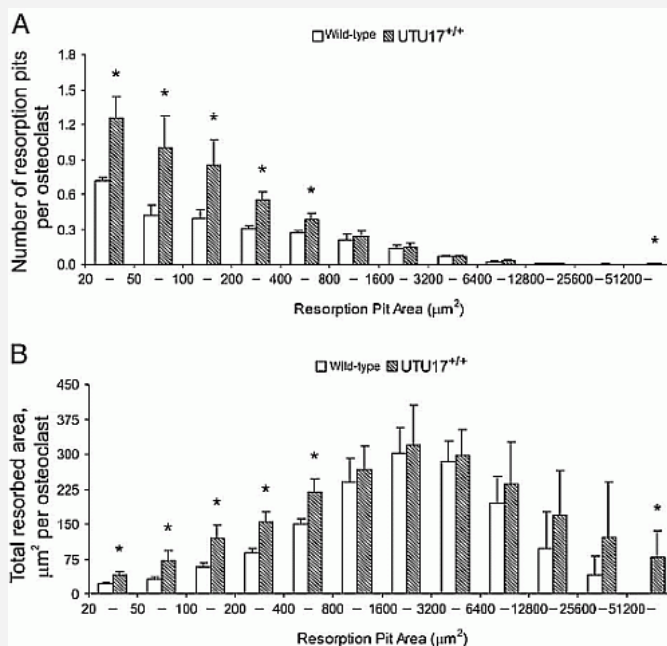 A
Wild-type UTU17+/+
Number of resorption pits
per osteoclast
1.8
1.5
1.2
0.9
0.6
0.3
0.0
* * * * * *
20 – 50 – 100 – 200 – 400 – 800 – 1600 – 3200 – 6400 –12800 –25600 –51200 –
Resorption Pit Area (μm²)
B
Wild-type UTU17+/+
Total resorbed area,
μm² per osteoclast
450
375
300
225
150
75
0
* * * * * *
20 – 50 – 100 – 200 – 400 – 800 – 1600 – 3200 – 6400 –12800 –25600 –51200 –
Resorption Pit Area (μm²)